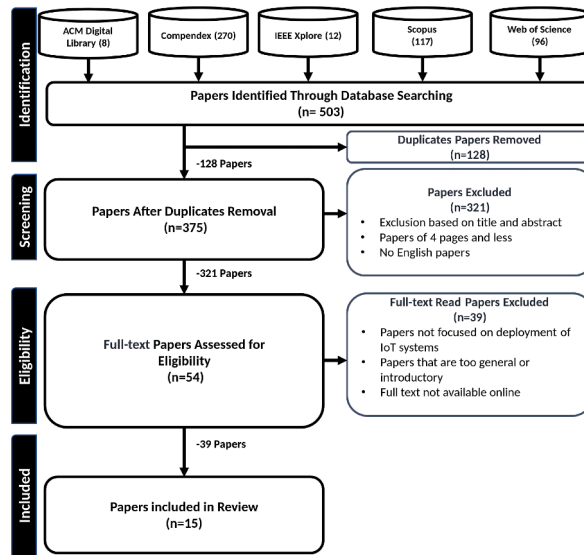 Identification
ACM Digital
Library (8)
Compendex (270)
IEEE Xplore (12)
Scopus
(117)
Web of Science
(96)
Papers Identified Through Database Searching
(n= 503)
-128 Papers
Duplicates Papers Removed
(n=128)
Screening
Papers After Duplicates Removal
(n=375)
-321 Papers
Papers Excluded
(n=321)
• Exclusion based on title and abstract
• Papers of 4 pages and less
• No English papers
Eligibility
Full-text Papers Assessed for
Eligibility
(n=54)
-39 Papers
Full-text Read Papers Excluded
(n=39)
• Papers not focused on deployment of
IoT systems
• Papers that are too general or
introductory
• Full text not available online
Included
Papers included in Review
(n=15)